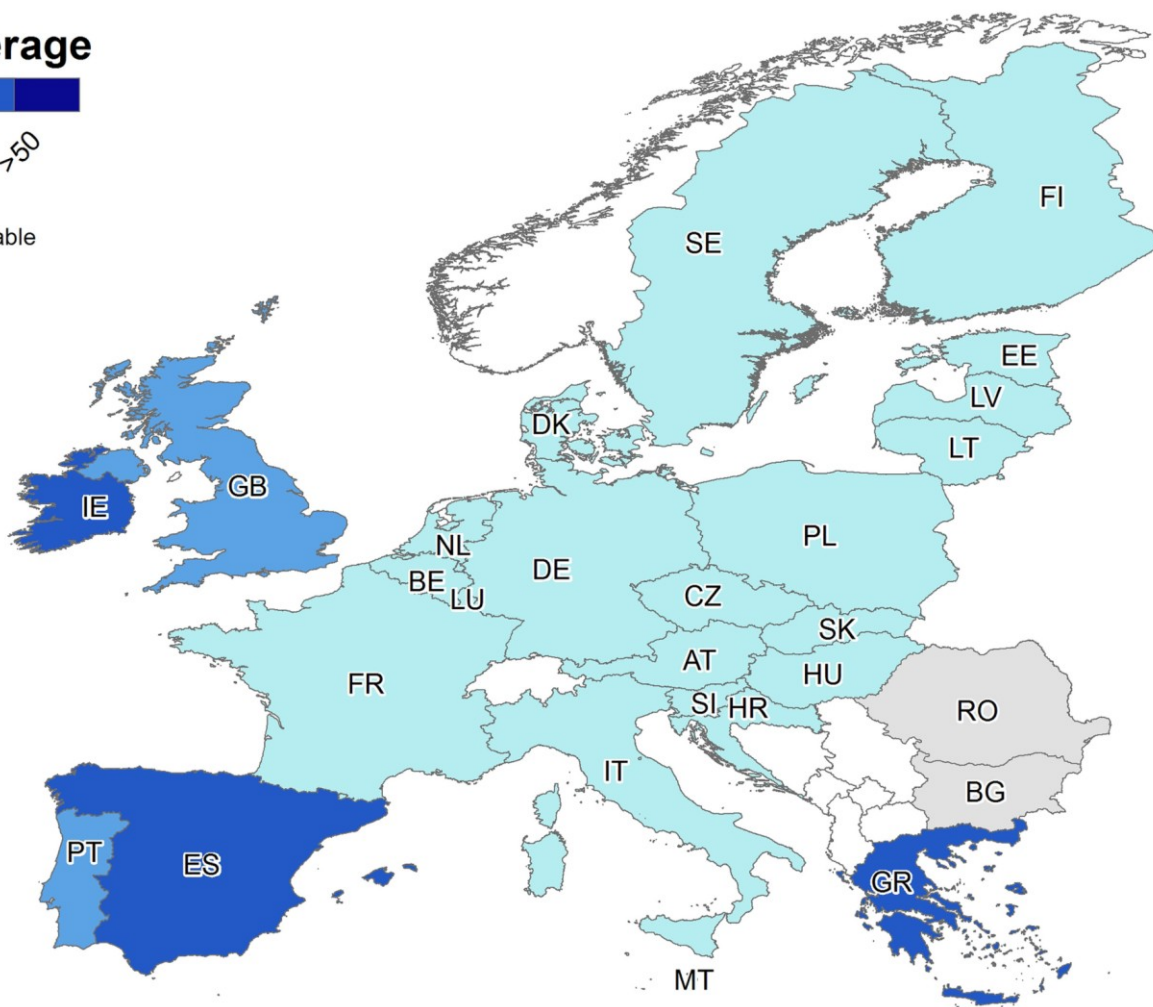 erage
>50
able
FI
SE
EE
LV
DK
LT
GB
IE
PL
NL
DE
BE
CZ
LU
SK
AT
HU
FR
SI
HR
RO
IT
BG
PT
ES
GR
MT